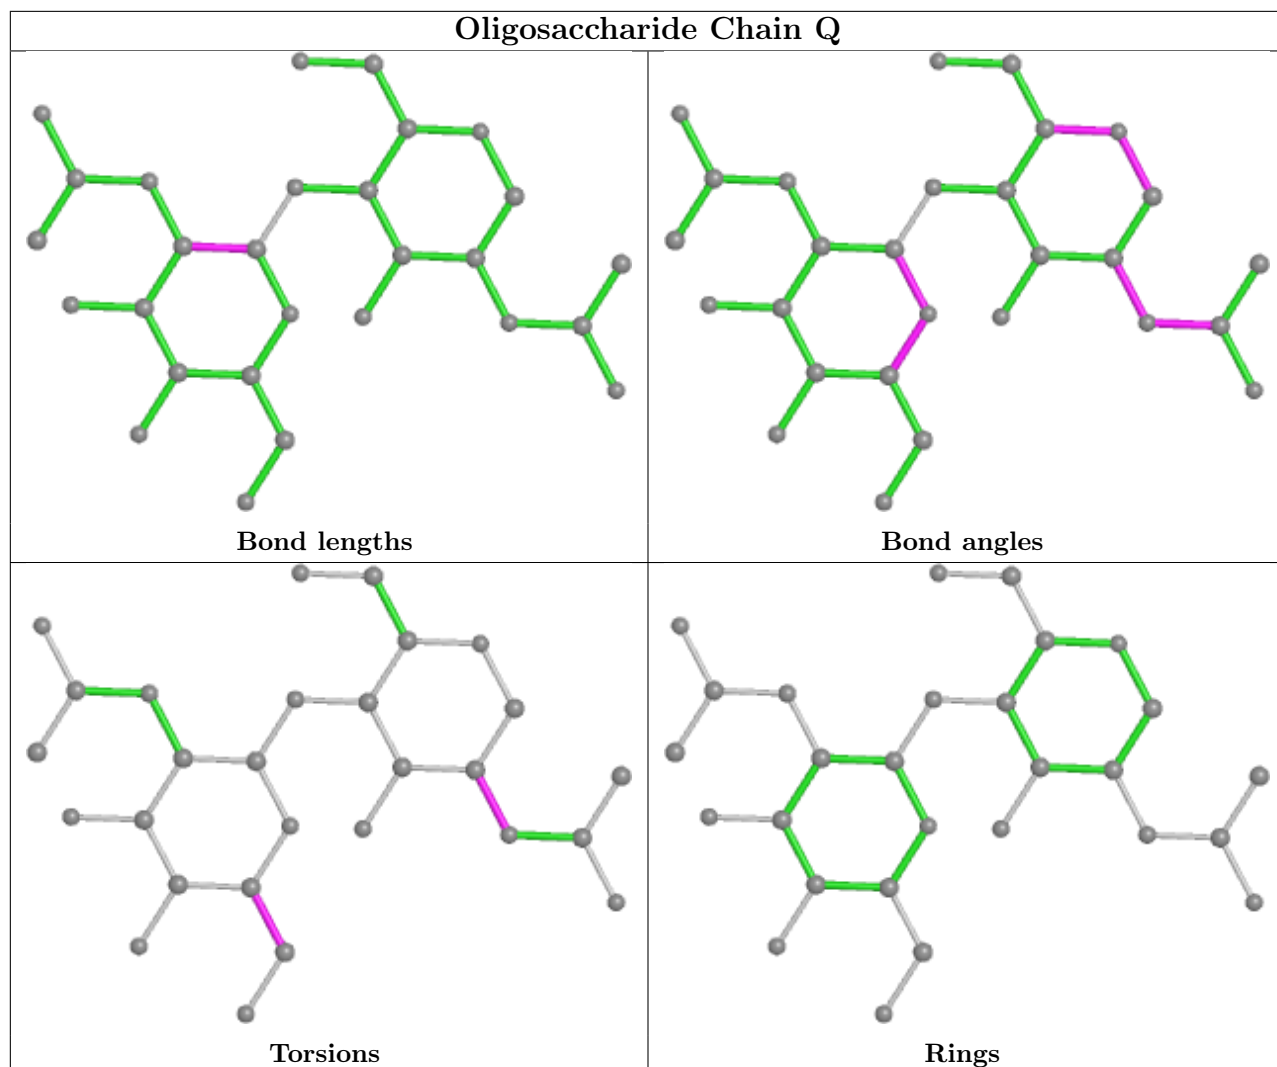 Oligosaccharide Chain Q
Bond lengths
Bond angles
Torsions
Rings